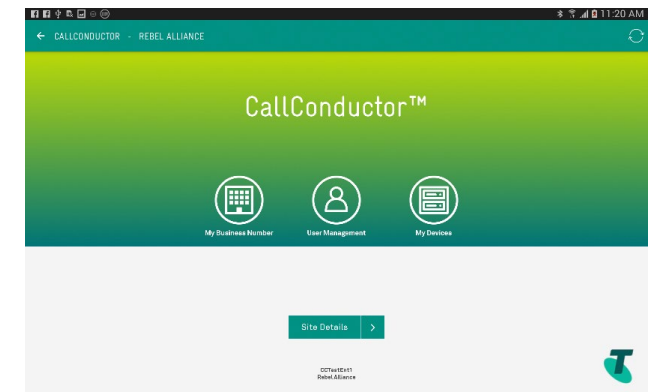 11:20 AM
CALLCONDUCTOR - REBEL ALLIANCE
CallConductor™
My Business Number
User Management
My Devices
Site Details
CCTestExt1
Rebel Alliance